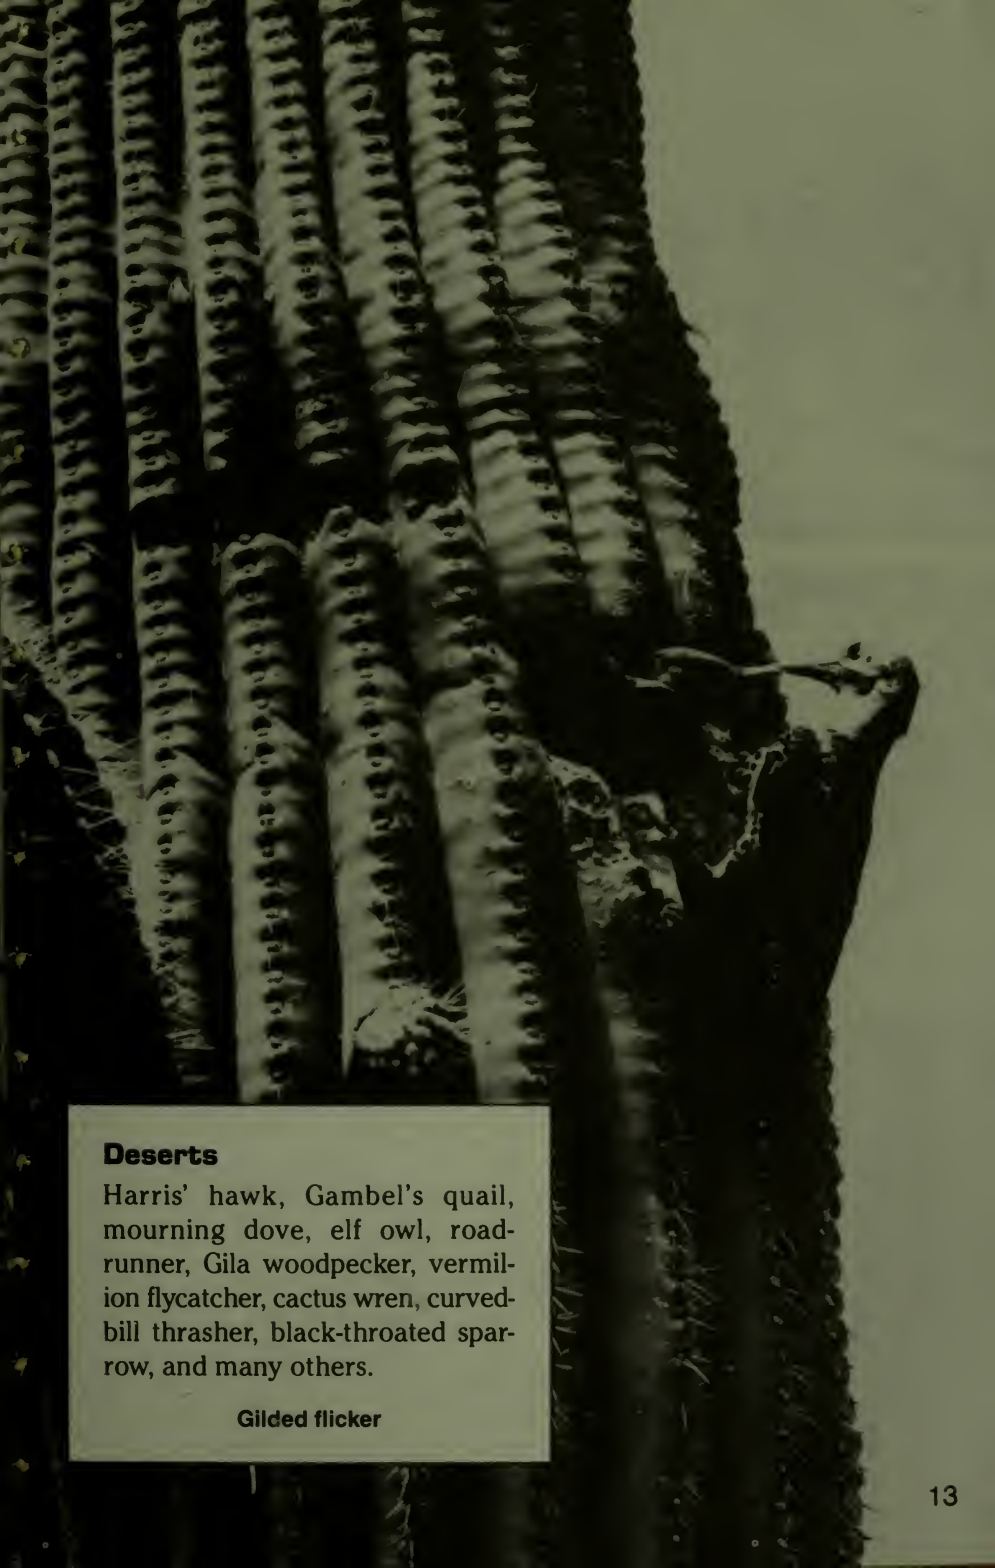 Deserts
Harris' hawk, Gambel's quail,
mourning dove, elf owl, road-
runner, Gila woodpecker, vermil-
ion flycatcher, cactus wren, curved-
bill thrasher, black-throated spar-
row, and many others.
Gilded flicker
13